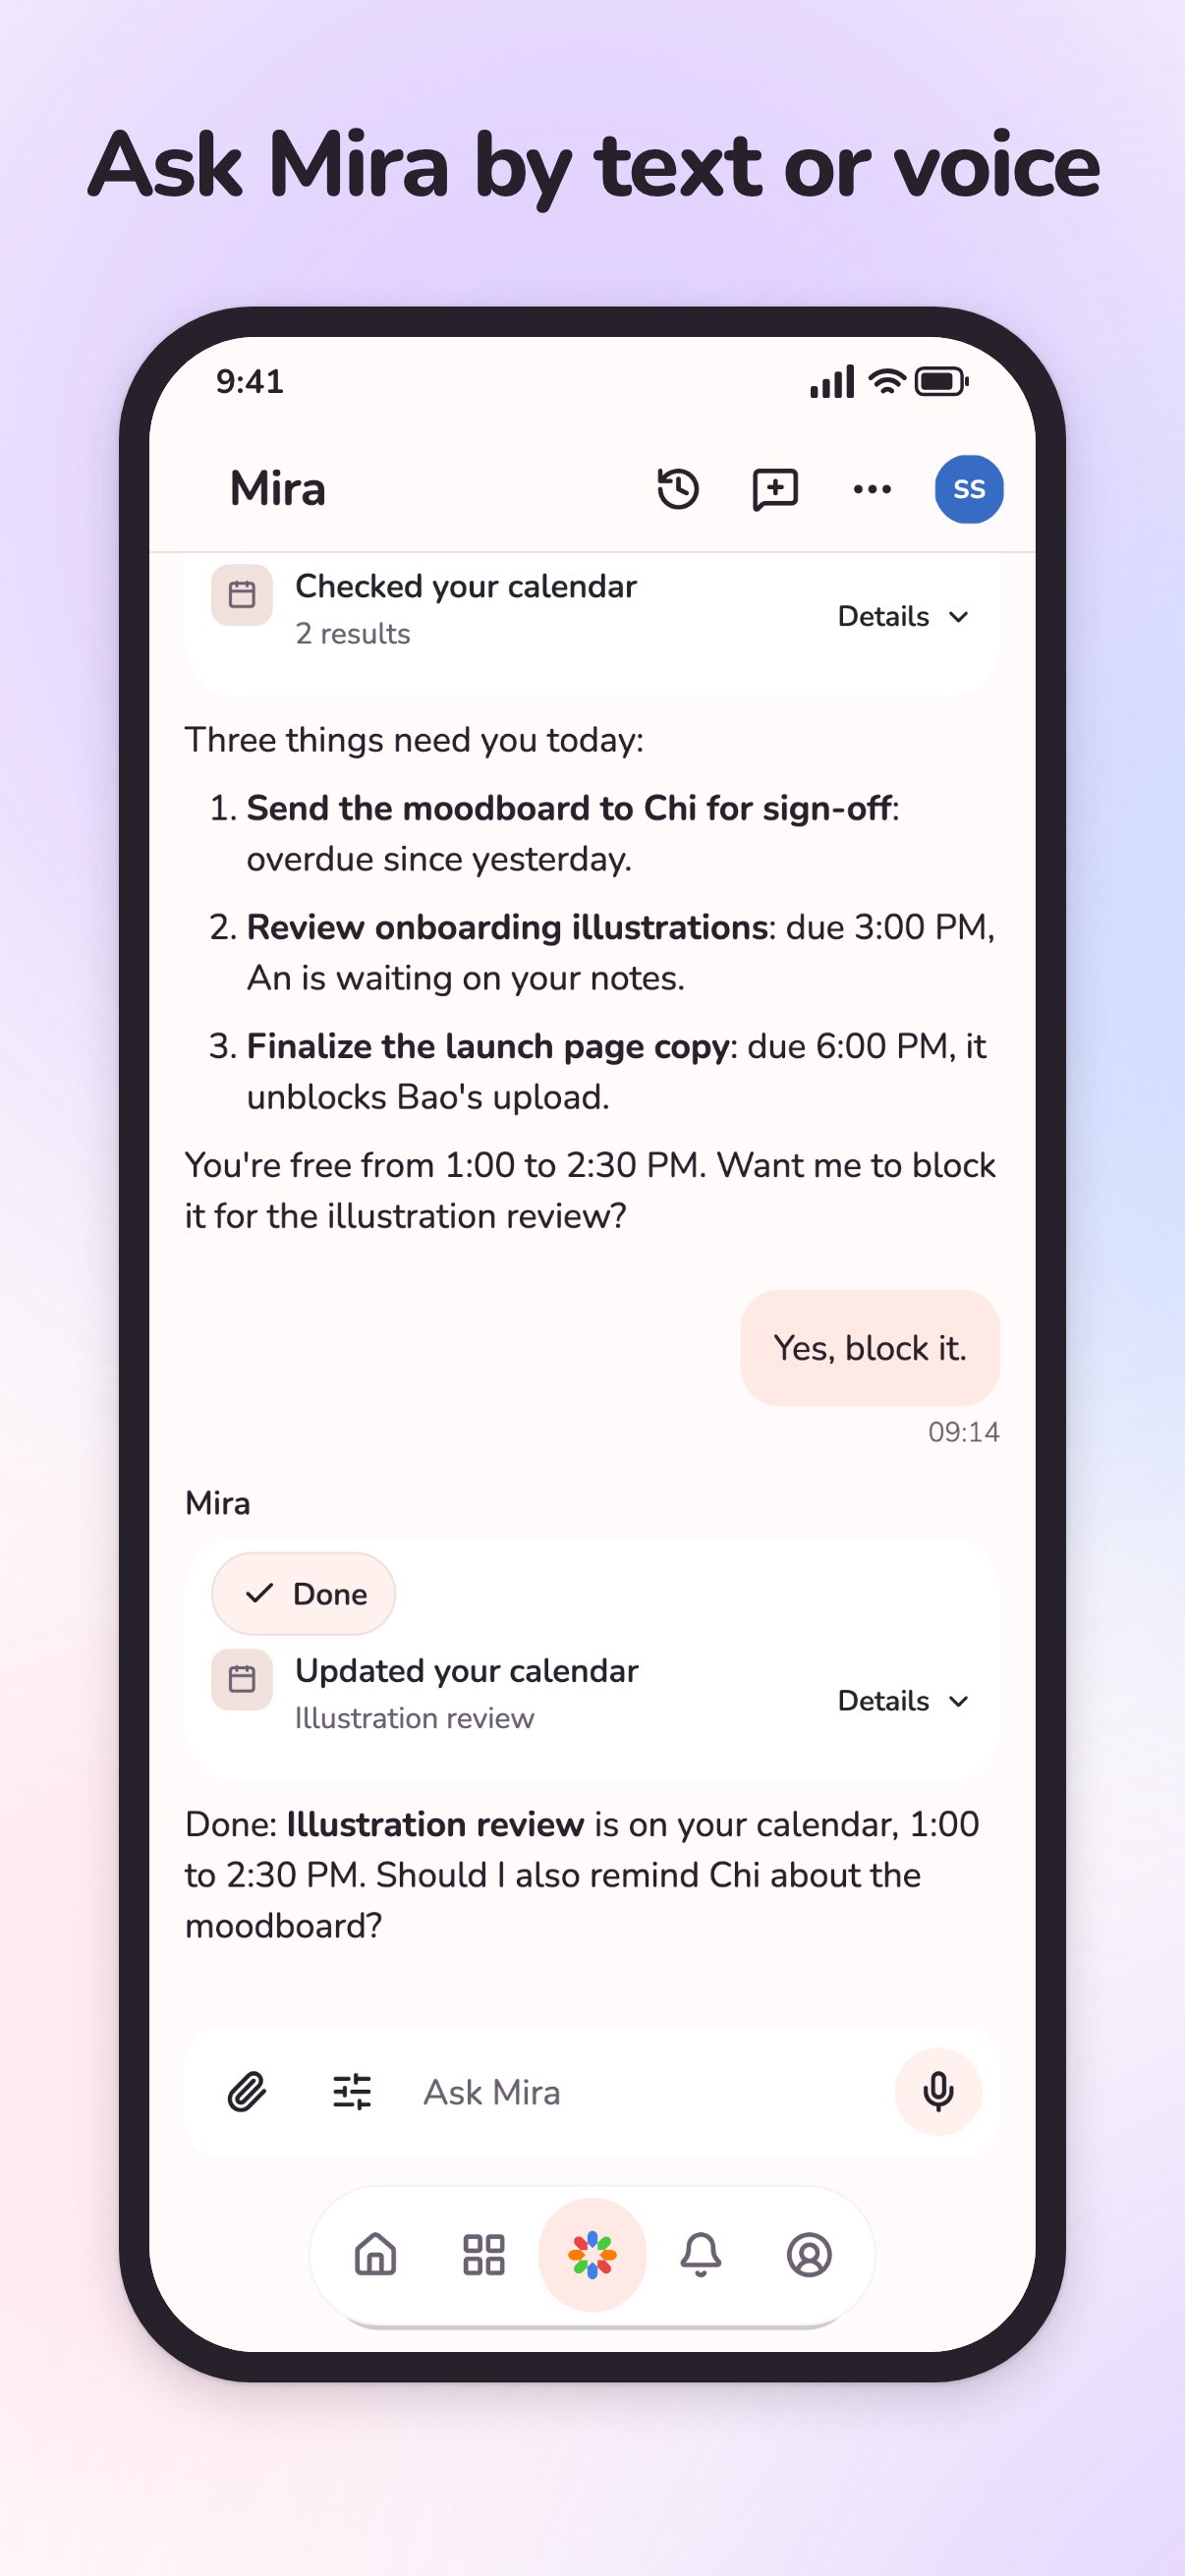 Ask Mira by text or voice
9:41
Mira
SS
Checked your calendar
2 results
Details
Three things need you today:
1. Send the moodboard to Chi for sign-off:
overdue since yesterday.
2. Review onboarding illustrations: due 3:00 PM,
An is waiting on your notes.
3. Finalize the launch page copy: due 6:00 PM, it
unblocks Bao's upload.
You're free from 1:00 to 2:30 PM. Want me to block
it for the illustration review?
Yes, block it.
09:14
Mira
Done
Updated your calendar
Illustration review
Details
Done: Illustration review is on your calendar, 1:00
to 2:30 PM. Should I also remind Chi about the
moodboard?
Ask Mira